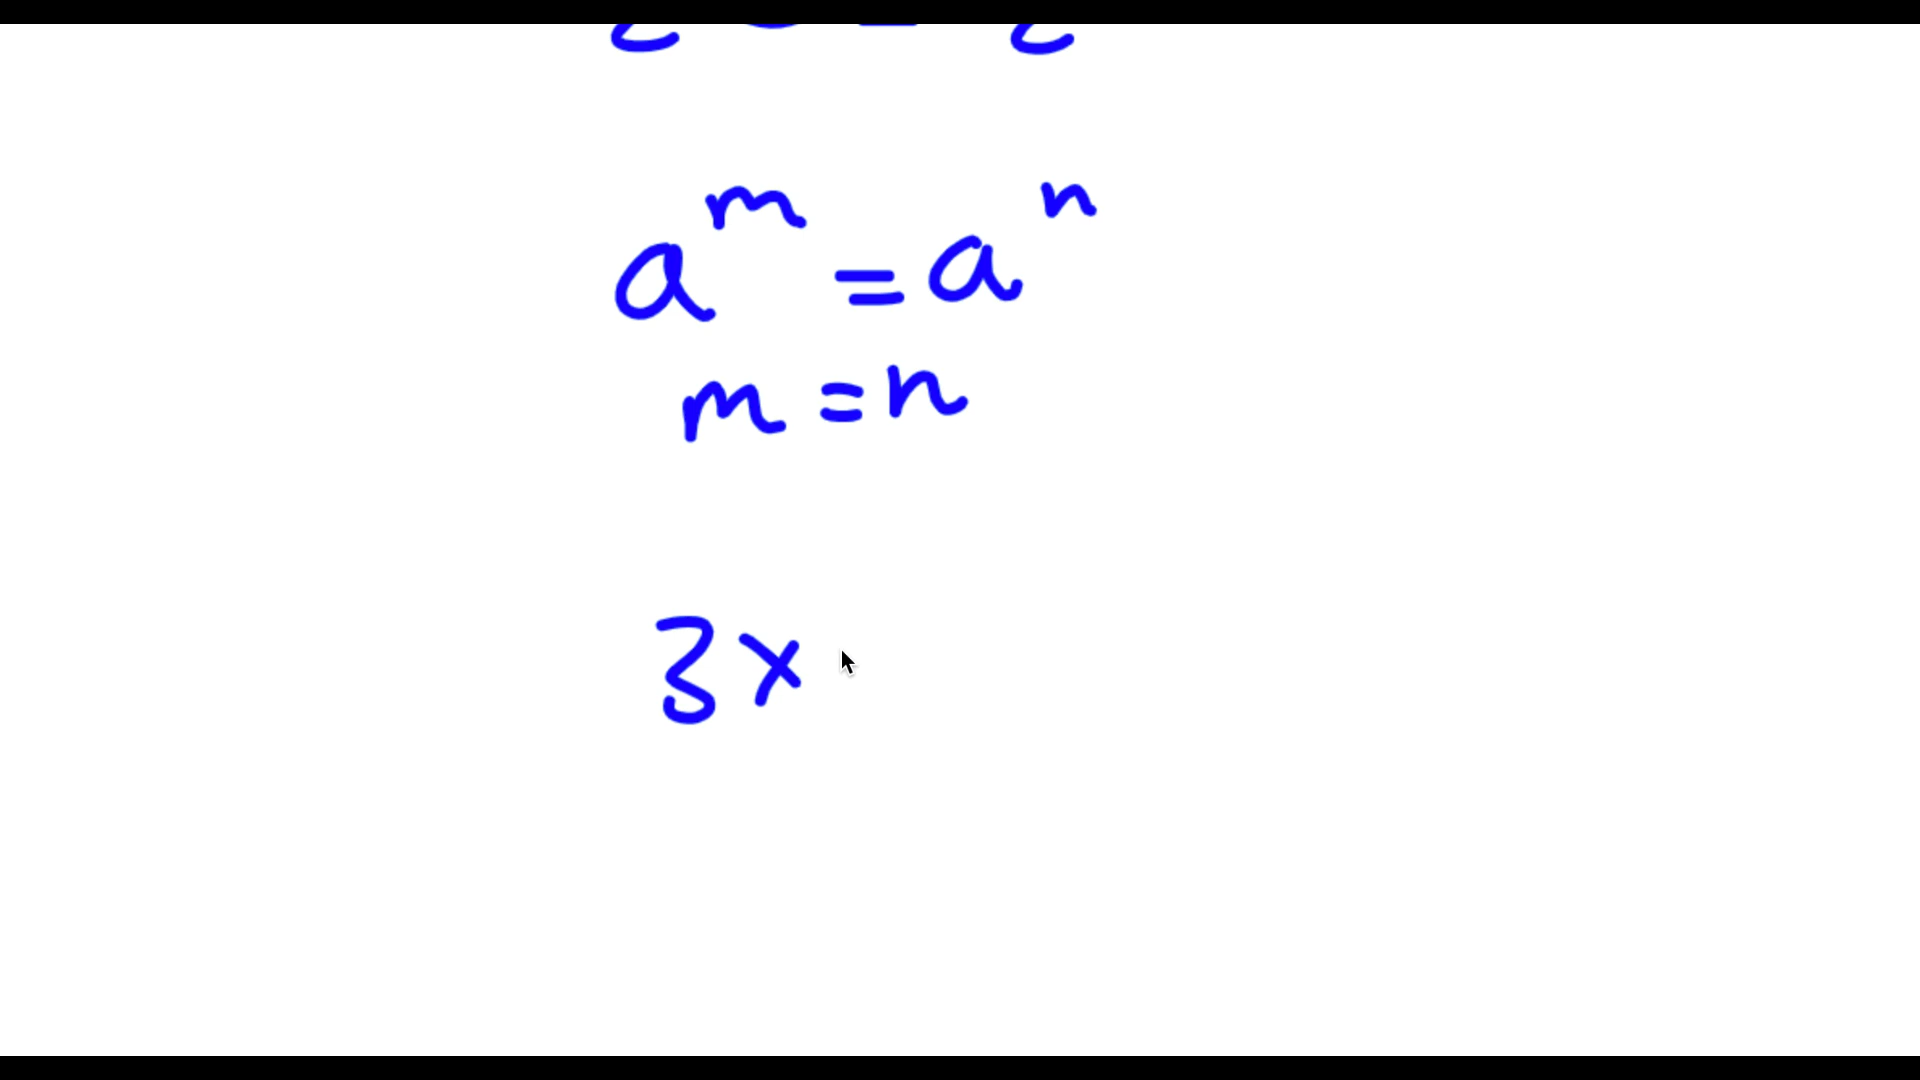 a^m = a^n
m = n
3x